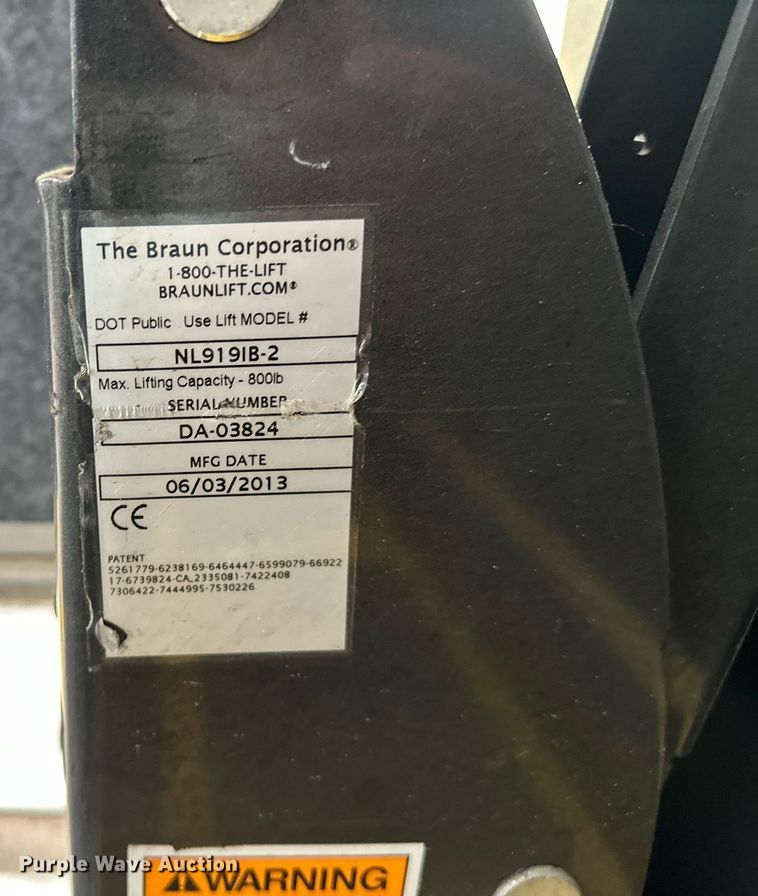 The Braun Corporation®
1-800-THE-LIFT
BRAUNLIFT.COM®
DOT Public Use Lift MODEL #
NL919IB-2
Max. Lifting Capacity - 800lb
SERIAL NUMBER
DA-03824
MFG DATE
06/03/2013
CE
PATENT
5261779-6238169-6464447-6599079-66922
17-6739824-CA_2335081-7422408
7306422-7444995-7530226
WARNING
Purple Wave Auction